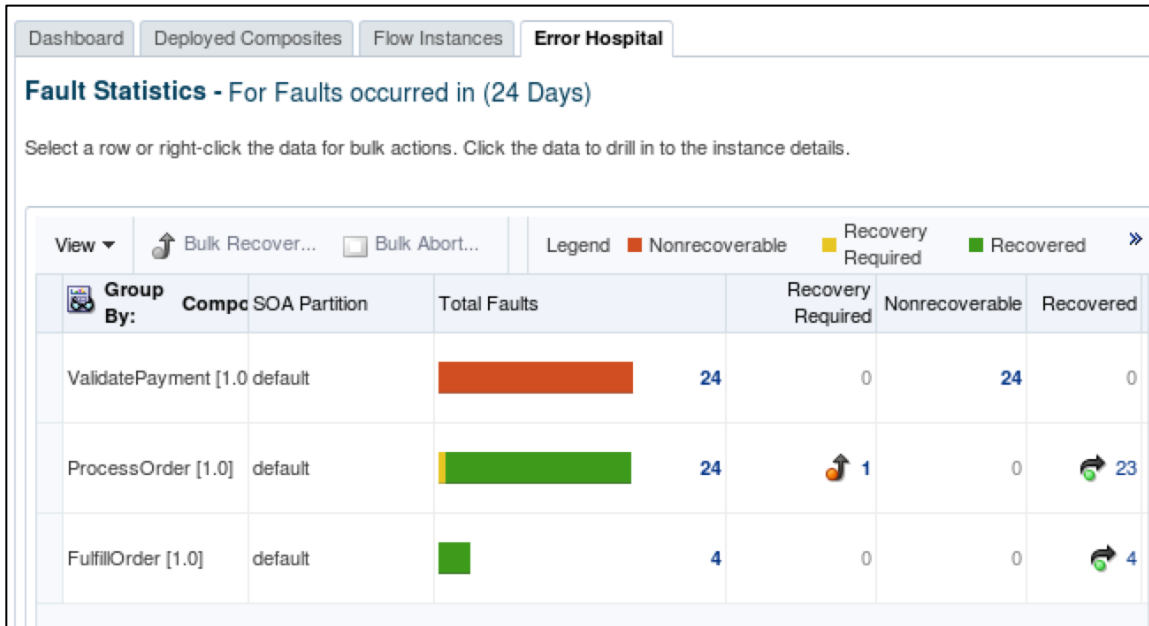 Dashboard Deployed Composites Flow Instances Error Hospital
Fault Statistics - For Faults occurred in (24 Days)
Select a row or right-click the data for bulk actions. Click the data to drill in to the instance details.
View Bulk Recover... Bulk Abort... Legend Nonrecoverable Recovery Required Recovered »
Group By: Compo SOA Partition Total Faults Recovery Required Nonrecoverable Recovered
ValidatePayment [1.0 default 24 0 24 0
ProcessOrder [1.0] default 24 1 0 23
FulfillOrder [1.0] default 4 0 0 4